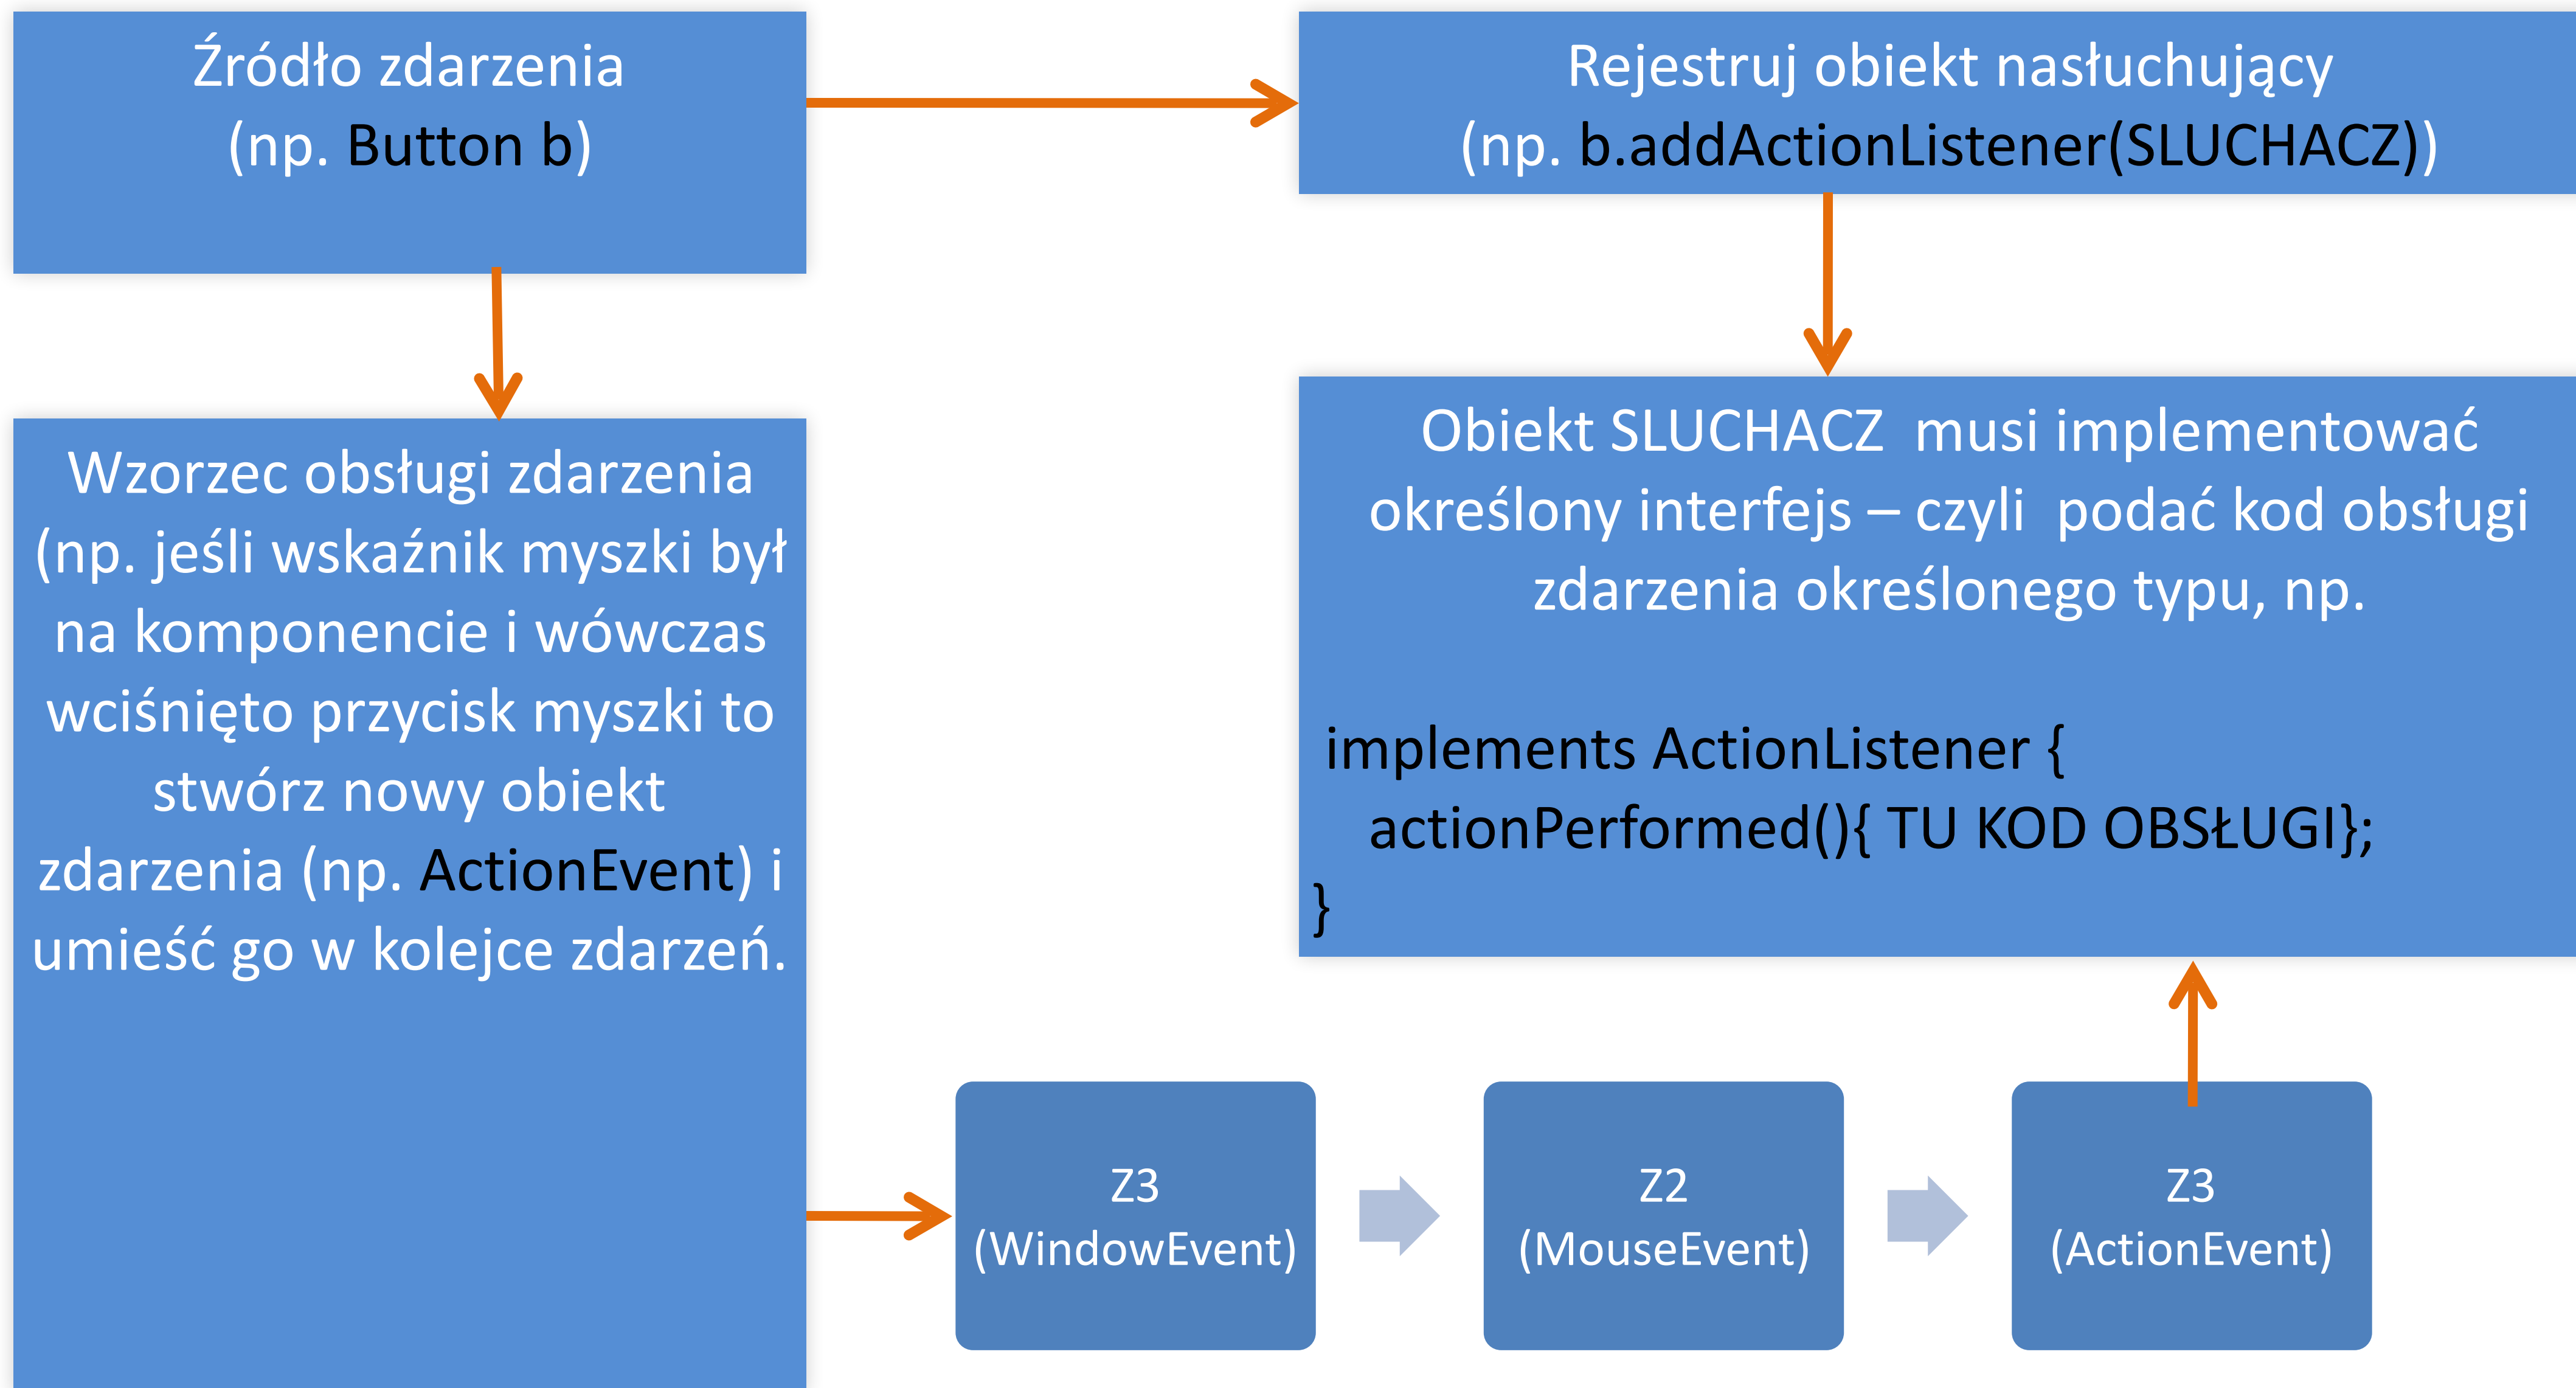 Źródło zdarzenia
(np. Button b)
Rejestruj obiekt nasłuchujący
(np. b.addActionListener(SLUCHACZ))
Wzorzec obsługi zdarzenia
(np. jeśli wskaźnik myszki był
na komponencie i wówczas
wciśnięto przycisk myszki to
stwórz nowy obiekt
zdarzenia (np. ActionEvent) i
umieść go w kolejce zdarzeń.
Obiekt SLUCHACZ  musi implementować
określony interfejs – czyli  podać kod obsługi
zdarzenia określonego typu, np.
implements ActionListener {
actionPerformed(){ TU KOD OBSŁUGI};
}
Z3
(WindowEvent)
Z2
(MouseEvent)
Z3
(ActionEvent)